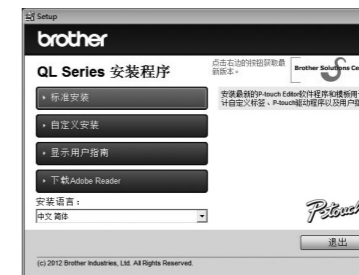 Setup
brother
QL Series 安装程序
点击右边的按钮获取最
新版本。
Brother Solutions Ce
标准安装
安装最新的P-touch Editor软件程序和模板用
计自定义标签、P-touch驱动程序以及用户指
自定义安装
显示用户指南
下载Adobe Reader
安装语言：
中文 简体
P-touch
退出
(c) 2012 Brother Industries, Ltd. All Rights Reserved.